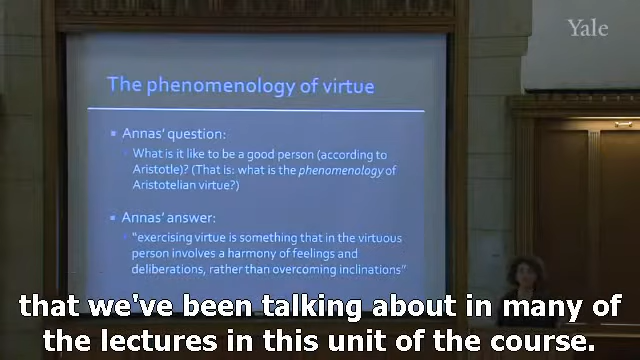 Yale
The phenomenology of virtue
Annas' question:
What is it like to be a good person (according to
Aristotle)? (That is: what is the phenomenology of
Aristotelian virtue?)
Annas' answer:
"exercising virtue is something that in the virtuous
person involves a harmony of feelings and
deliberations, rather than overcoming inclinations"
that we've been talking about in many of
the lectures in this unit of the course.